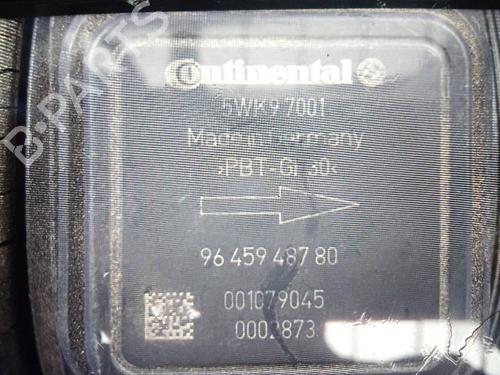 Continental
5WK9 7001
Made in Germany
>PBT-GF30<
96 459 487 80
001079045
0002873
B-PARTS